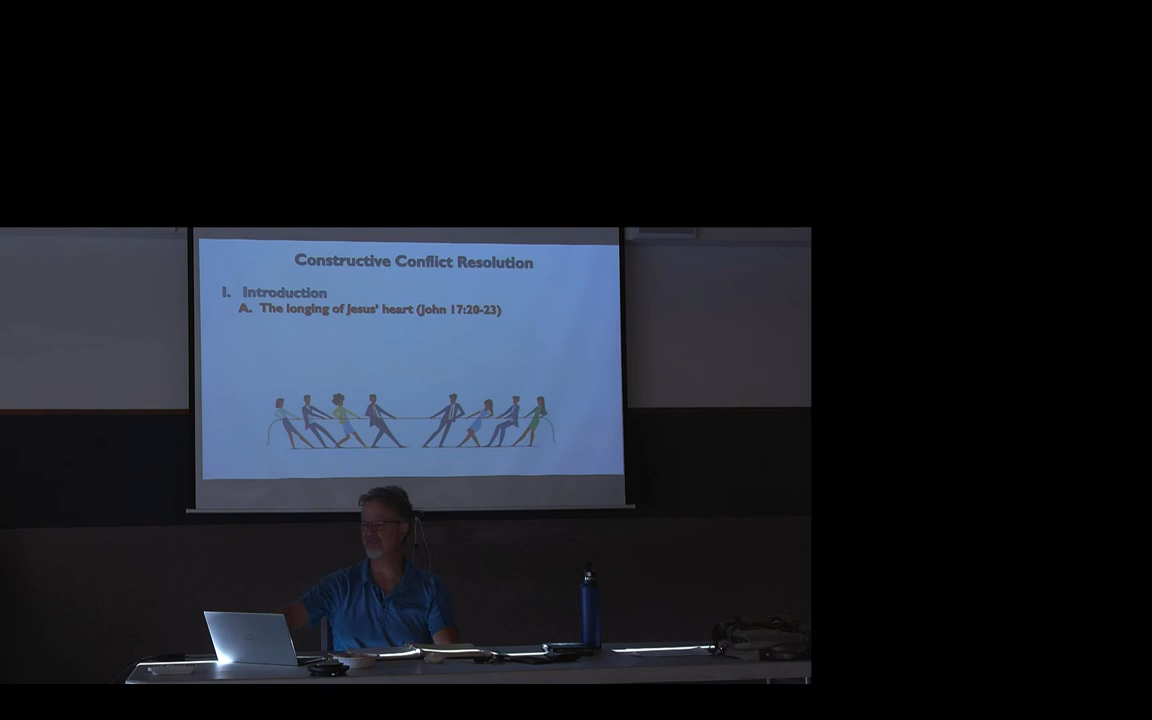 Constructive Conflict Resolution
I. Introduction
A. The longing of Jesus' heart (John 17:20-23)